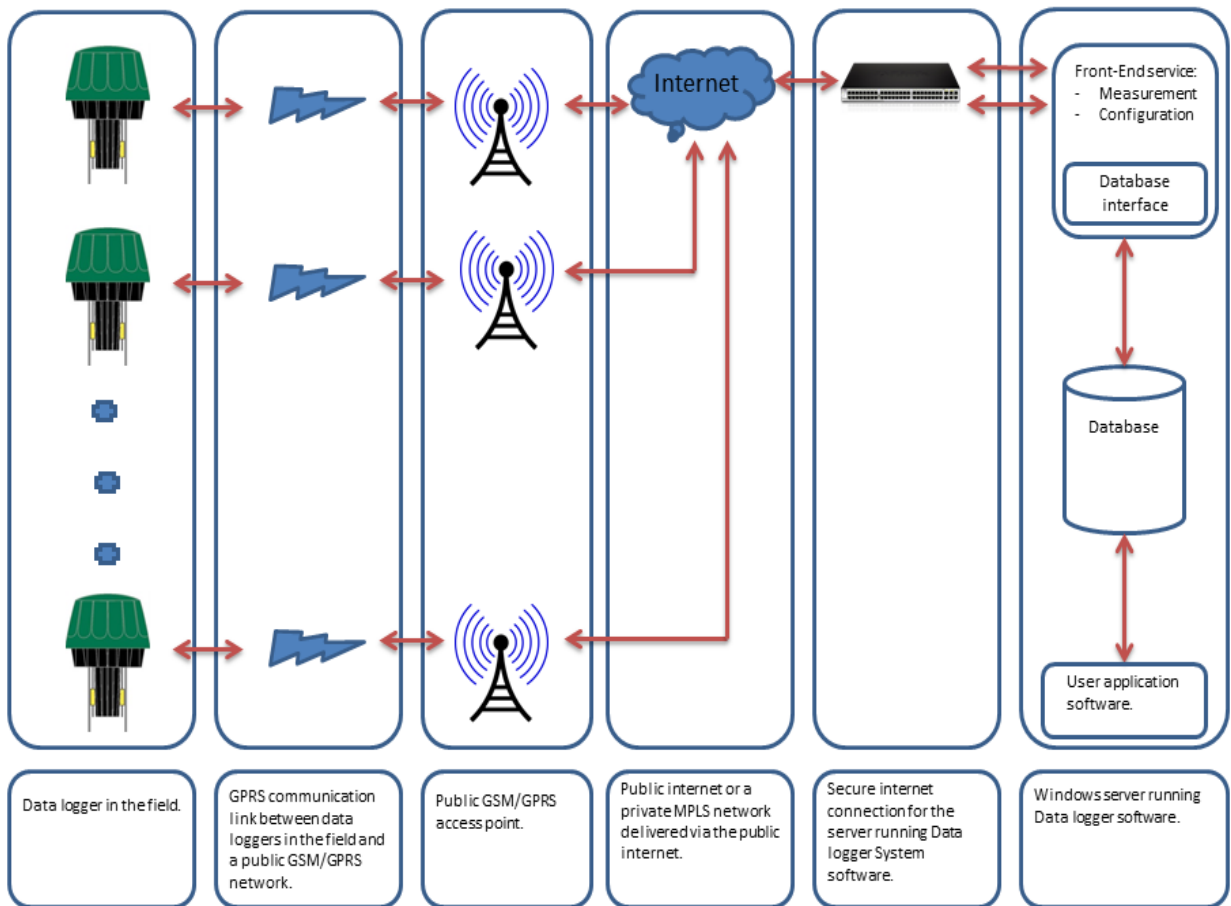 Internet
Front-End service:
- Measurement
- Configuration
Database
interface
Database
User application
software.
Data logger in the field.
GPRS communication
link between data
loggers in the field and
a public GSM/GPRS
network.
Public GSM/GPRS
access point.
Public internet or a
private MPLS network
delivered via the public
internet.
Secure internet
connection for the
server running Data
logger System
software.
Windows server running
Data logger software.